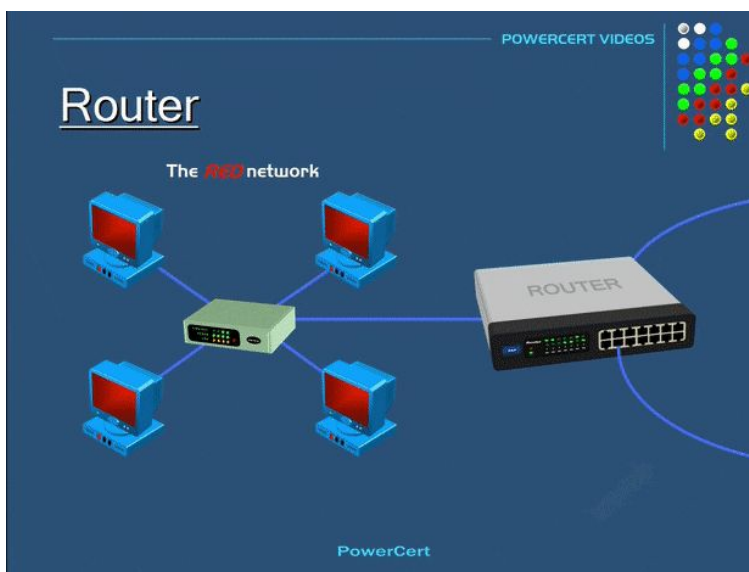 POWERCERT VIDEOS
Router
The RED network
ROUTER
PowerCert